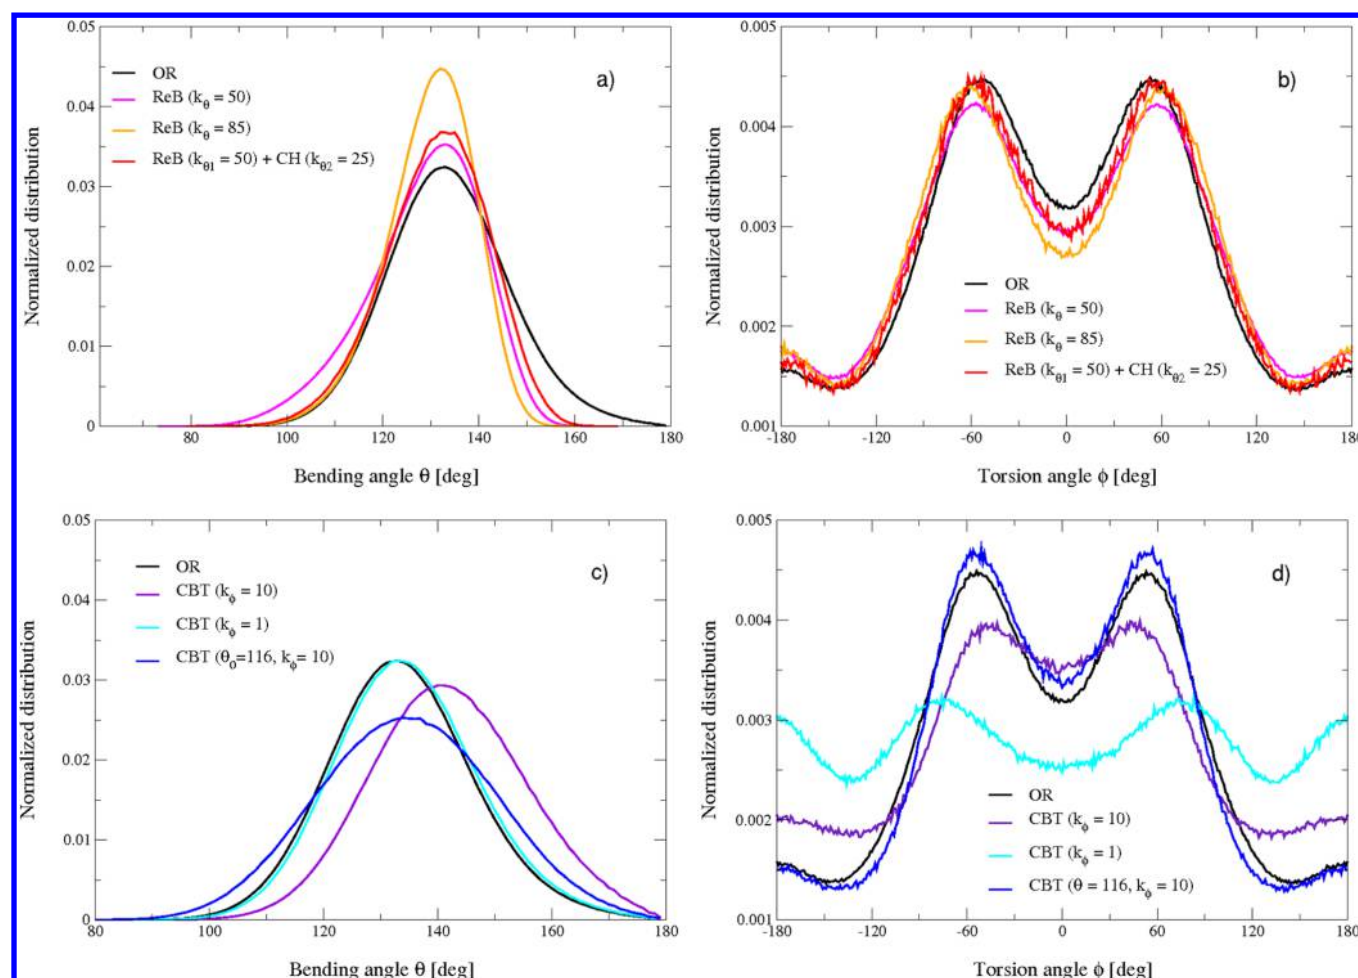 0.05
0.04
0.03
0.02
0.01
0
80 100 120 140 160 180
Normalized distribution
Bending angle θ [deg]
a)
OR
ReB (kθ = 50)
ReB (kθ = 85)
ReB (kθ1 = 50) + CH (kθ2 = 25)
0.005
0.004
0.003
0.002
0.001
-180 -120 -60 0 60 120 180
Normalized distribution
Torsion angle ϕ [deg]
b)
OR
ReB (kθ = 50)
ReB (kθ = 85)
ReB (kθ1 = 50) + CH (kθ2 = 25)
0.05
0.04
0.03
0.02
0.01
0
80 100 120 140 160 180
Normalized distribution
Bending angle θ [deg]
c)
OR
CBT (kϕ = 10)
CBT (kϕ = 1)
CBT (θ0=116, kϕ= 10)
0.005
0.004
0.003
0.002
0.001
-180 -120 -60 0 60 120 180
Normalized distribution
Torsion angle ϕ [deg]
d)
OR
CBT (kϕ = 10)
CBT (kϕ = 1)
CBT (θ = 116, kϕ = 10)